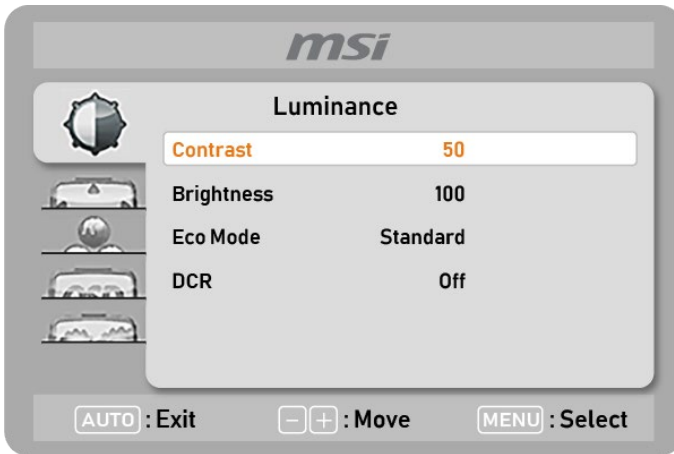 msi
Luminance
Contrast 50
Brightness 100
Eco Mode Standard
DCR Off
AUTO : Exit - + : Move MENU : Select